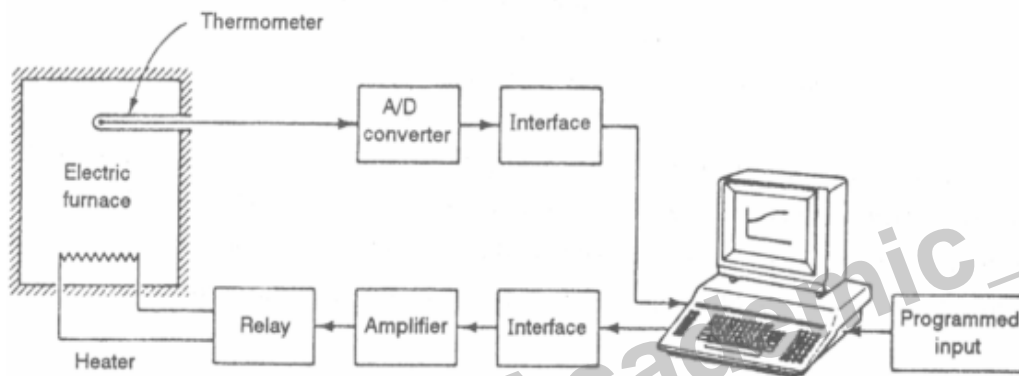 Thermometer
A/D
converter
Interface
Electric
furnace
Relay
Amplifier
Interface
Programmed
input
Heater